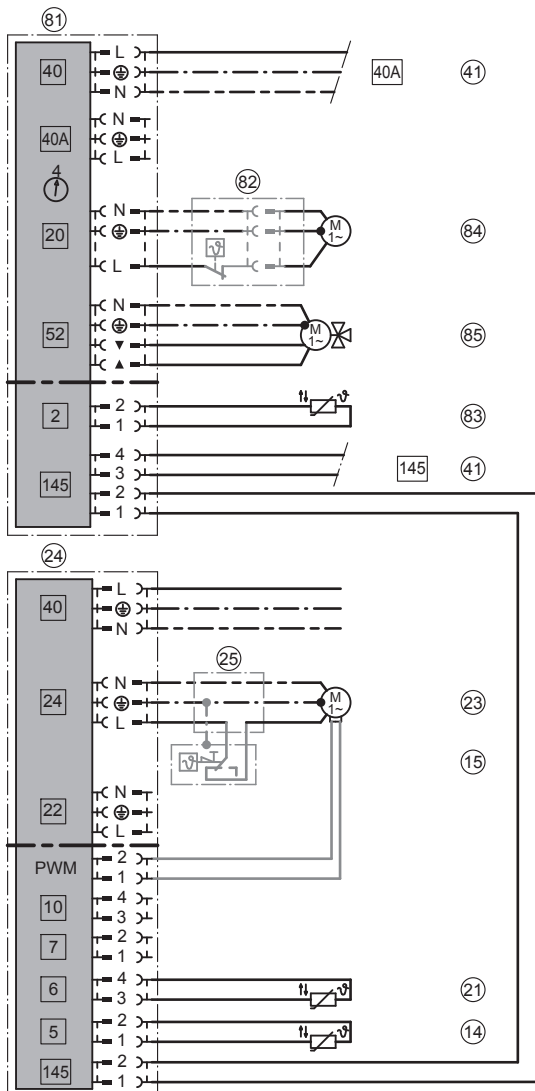 81
40 L 40A 41
N
N
40A
L
4
82
20 N M 1~ 84
ϑ
L
N
52 M 1~ 85
▼
▲
2 2 ϑ 83
1
4
3 145 41
145 2
1
24
40 L
N
25
24 N M 1~ 23
L
ϑ 15
22 N
L
PWM 2
1
10 4
3
7 2
1
6 4 ϑ 21
3
5 2 ϑ 14
1
145 2
1